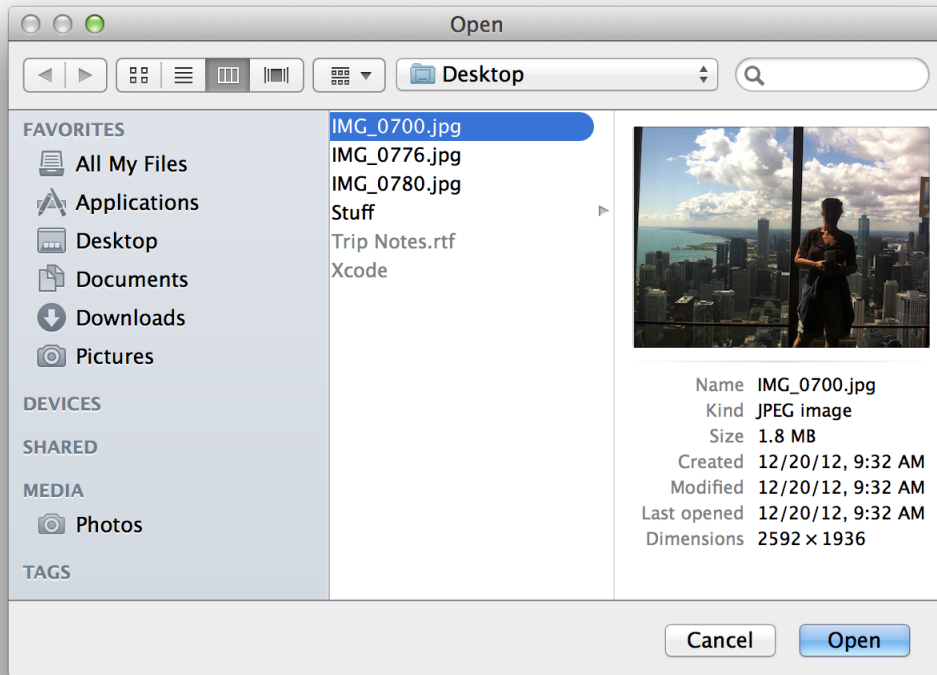 Open
Desktop
FAVORITES
All My Files
Applications
Desktop
Documents
Downloads
Pictures
DEVICES
SHARED
MEDIA
Photos
TAGS
IMG_0700.jpg
IMG_0776.jpg
IMG_0780.jpg
Stuff
Trip Notes.rtf
Xcode
Name IMG_0700.jpg
Kind JPEG image
Size 1.8 MB
Created 12/20/12, 9:32 AM
Modified 12/20/12, 9:32 AM
Last opened 12/20/12, 9:32 AM
Dimensions 2592 × 1936
Cancel Open